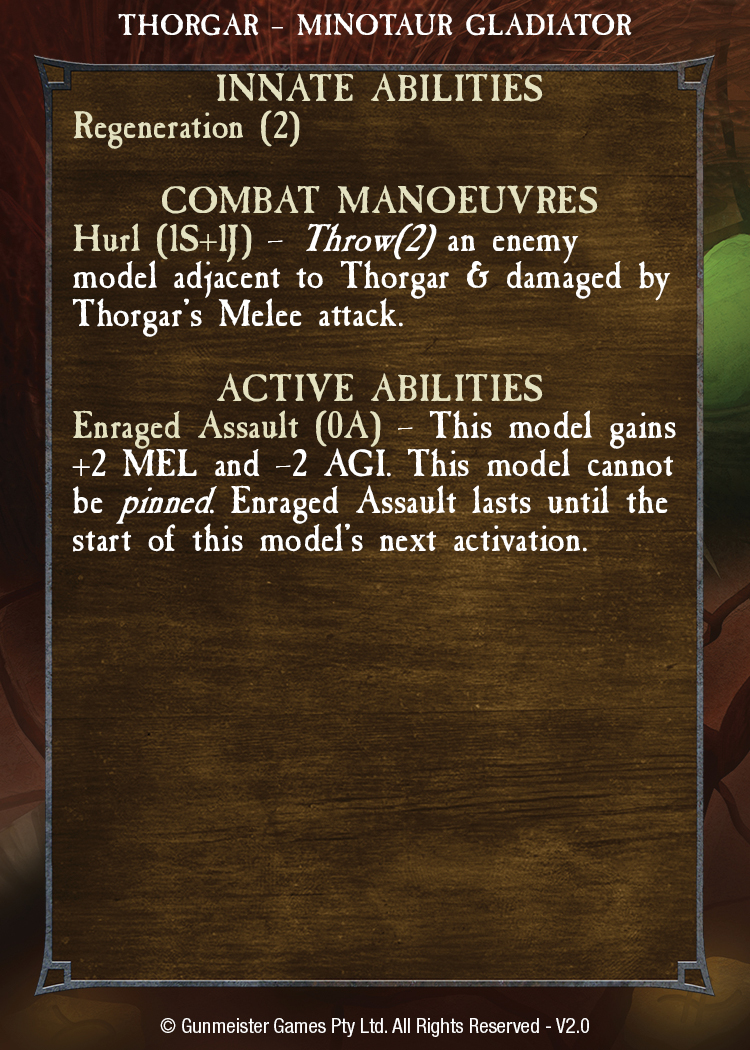 THORGAR – MINOTAUR GLADIATOR
INNATE ABILITIES
Regeneration (2)
COMBAT MANOEUVRES
Hurl (1S+1J) – Throw(2) an enemy
model adjacent to Thorgar & damaged by
Thorgar's Melee attack.
ACTIVE ABILITIES
Enraged Assault (0A) – This model gains
+2 MEL and –2 AGI. This model cannot
be pinned. Enraged Assault lasts until the
start of this model's next activation.
© Gunmeister Games Pty Ltd. All Rights Reserved - V2.0